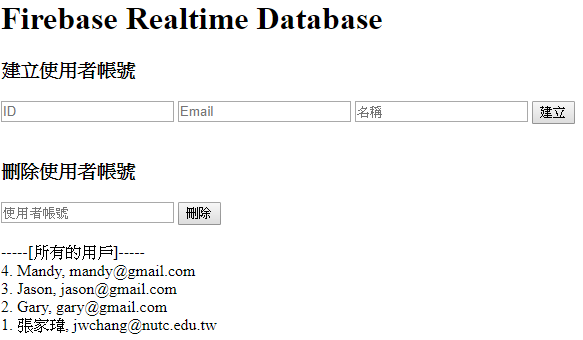 Firebase Realtime Database
建立使用者帳號
ID Email 名稱 建立
刪除使用者帳號
使用者帳號 刪除
-----[所有的用戶]-----
4. Mandy, mandy@gmail.com
3. Jason, jason@gmail.com
2. Gary, gary@gmail.com
1. 張家瑋, jwchang@nutc.edu.tw